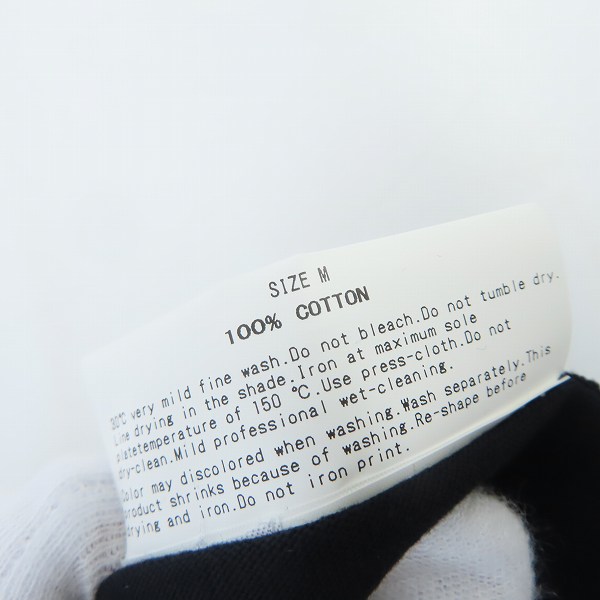 SIZE M
100% COTTON
30℃ very mild fine wash.Do not bleach.Do not tumble dry.
Line drying in the shade.Iron at maximum sole
platetemperature of 150 ℃.Use press-cloth.Do not
dry-clean.Mild professional wet-cleaning.
Color may discolored when washing.Wash separately.This
product shrinks because of washing.Re-shape before
drying and iron.Do not iron print.